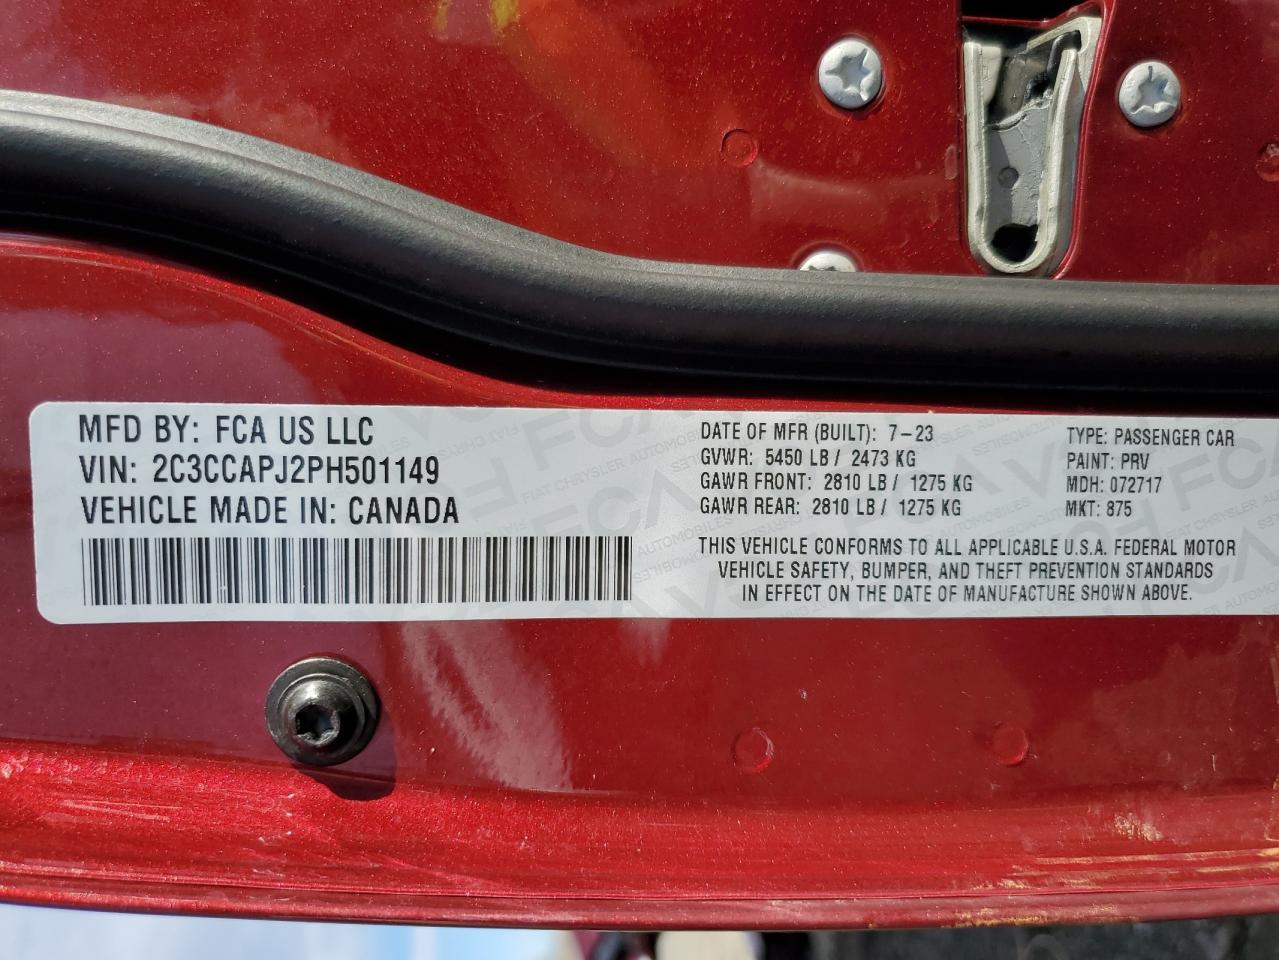 MFD BY: FCA US LLC
VIN: 2C3CCAPJ2PH501149
VEHICLE MADE IN: CANADA
DATE OF MFR (BUILT): 7-23
GVWR: 5450 LB / 2473 KG
GAWR FRONT: 2810 LB / 1275 KG
GAWR REAR: 2810 LB / 1275 KG
TYPE: PASSENGER CAR
PAINT: PRV
MDH: 072717
MKT: 875
THIS VEHICLE CONFORMS TO ALL APPLICABLE U.S.A. FEDERAL MOTOR
VEHICLE SAFETY, BUMPER, AND THEFT PREVENTION STANDARDS
IN EFFECT ON THE DATE OF MANUFACTURE SHOWN ABOVE.